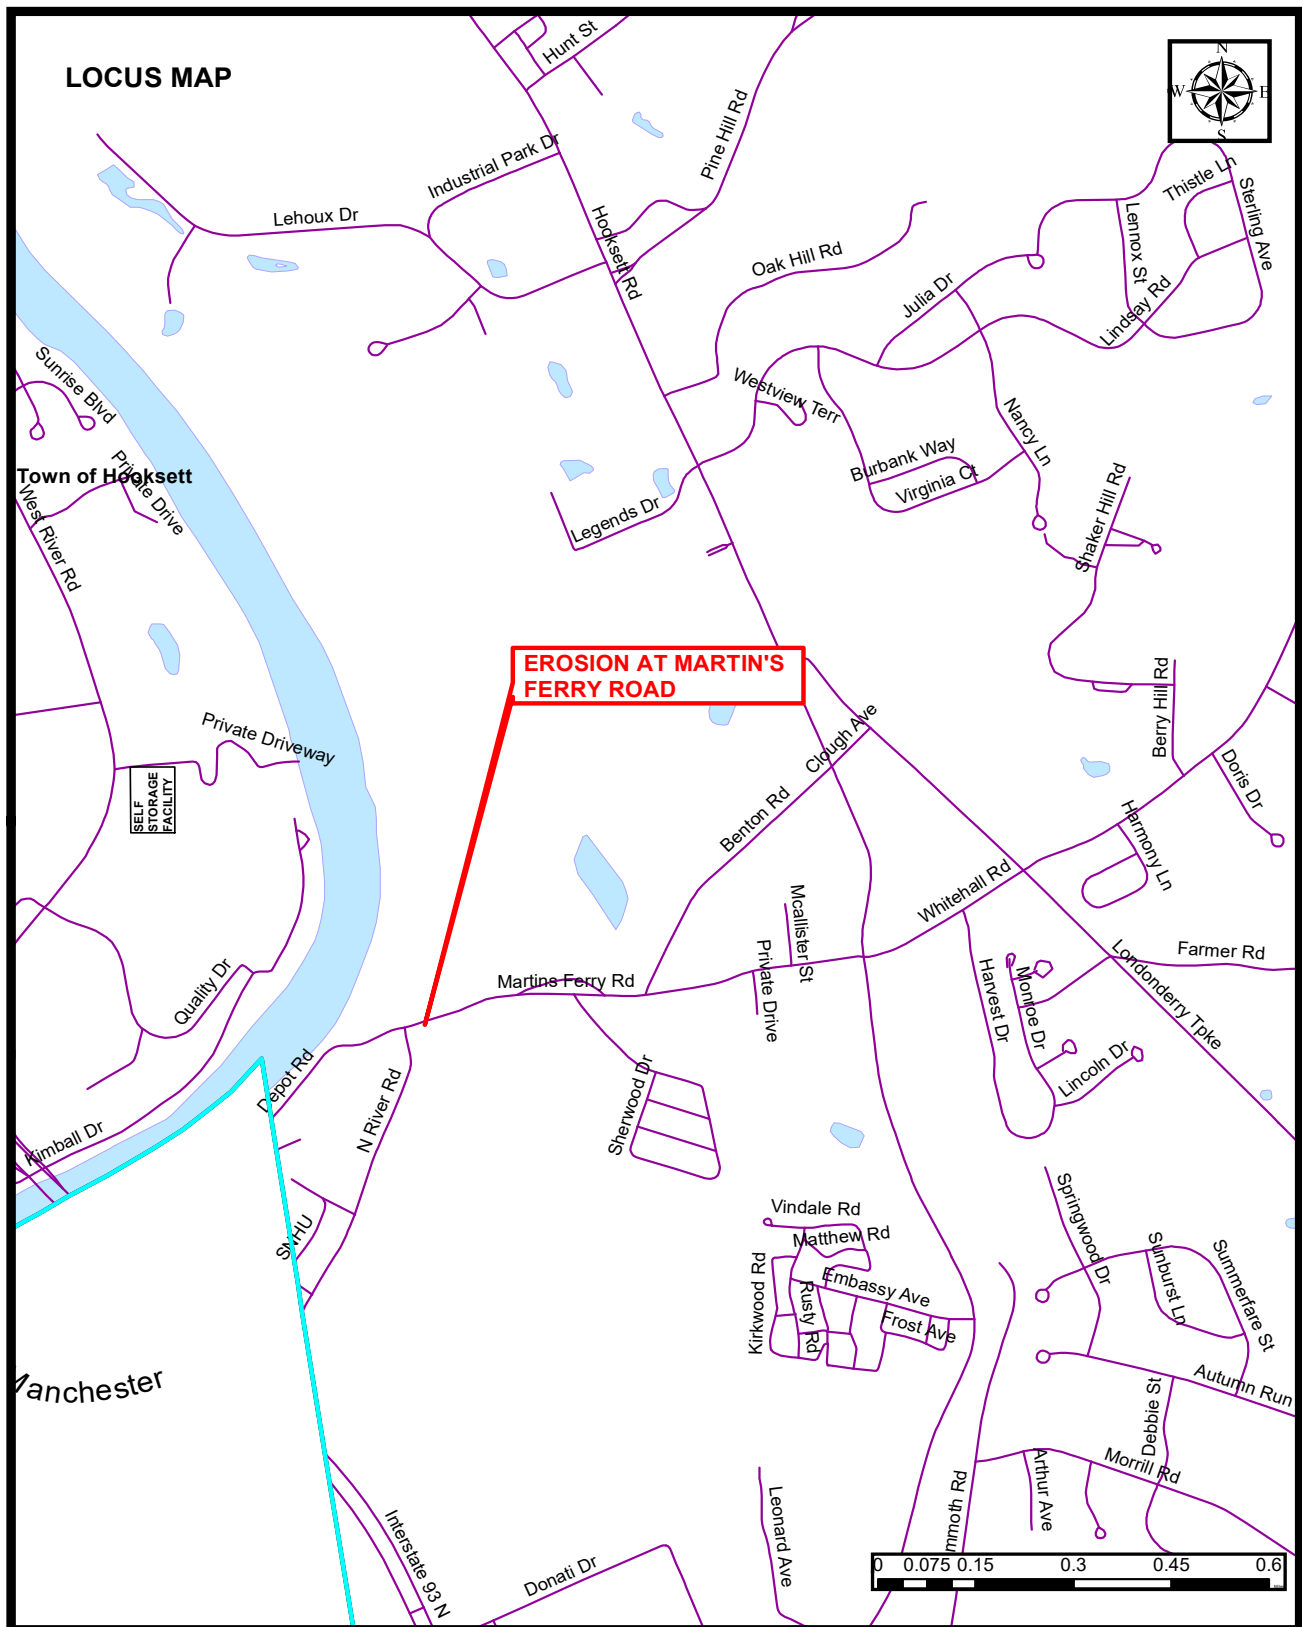 LOCUS MAP
Hunt St
N
W
E
S
Pine Hill Rd
Industrial Park Dr
Thistle Ln
Sterling Ave
Lehoux Dr
Hooksett Rd
Lennox St
Oak Hill Rd
Julia Dr
Lindsay Rd
Sunrise Blvd
Westview Terr
Nancy Ln
Town of Hooksett
Private Drive
Burbank Way
Virginia Ct
West River Rd
Legends Dr
Shaker Hill Rd
EROSION AT MARTIN'S
FERRY ROAD
Berry Hill Rd
Private Driveway
Clough Ave
SELF
STORAGE
FACILITY
Benton Rd
Doris Dr
Harmony Ln
Whitehall Rd
Mcallister St
Private Drive
Martins Ferry Rd
Quality Dr
Harvest Dr
Monroe Dr
Londonderry Tpke
Farmer Rd
Depot Rd
N River Rd
Sherwood Dr
Lincoln Dr
Kimball Dr
SNHU
Vindale Rd
Matthew Rd
Springwood Dr
Sunburst Ln
Summerfare St
Kirkwood Rd
Rusty Rd
Embassy Ave
Frost Ave
Manchester
Autumn Run
Debbie St
Morrill Rd
Arthur Ave
mmoth Rd
Leonard Ave
Interstate 93 N
Donati Dr
0 0.075 0.15 0.3 0.45 0.6